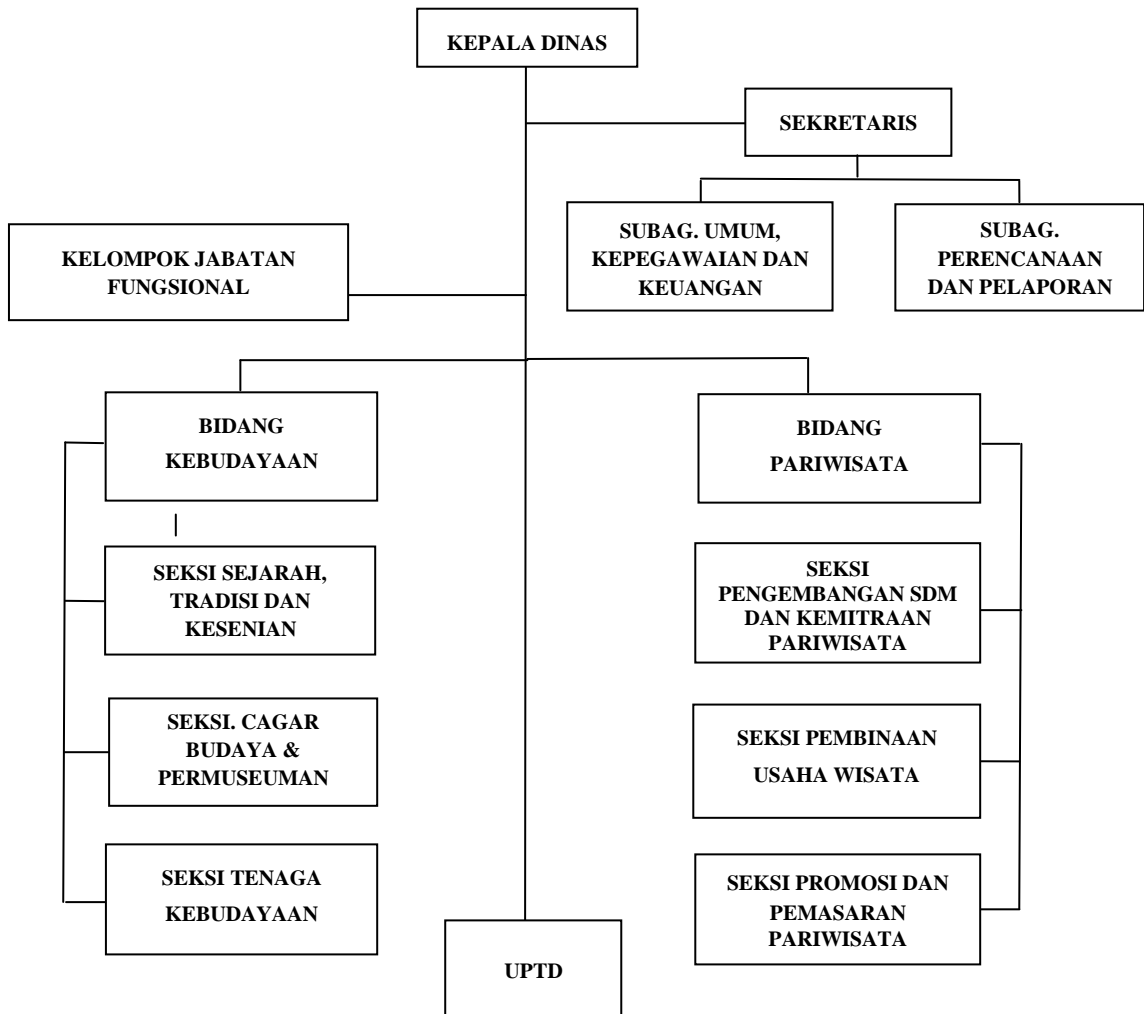 KEPALA DINAS
SEKRETARIS
SUBAG. UMUM,
KEPEGAWAIAN DAN
KEUANGAN
SUBAG.
PERENCANAAN
DAN PELAPORAN
KELOMPOK JABATAN
FUNGSIONAL
BIDANG
KEBUDAYAAN
SEKSI SEJARAH,
TRADISI DAN
KESENIAN
SEKSI. CAGAR
BUDAYA &
PERMUSEUMAN
SEKSI TENAGA
KEBUDAYAAN
BIDANG
PARIWISATA
SEKSI
PENGEMBANGAN SDM
DAN KEMITRAAN
PARIWISATA
SEKSI PEMBINAAN
USAHA WISATA
SEKSI PROMOSI DAN
PEMASARAN
PARIWISATA
UPTD